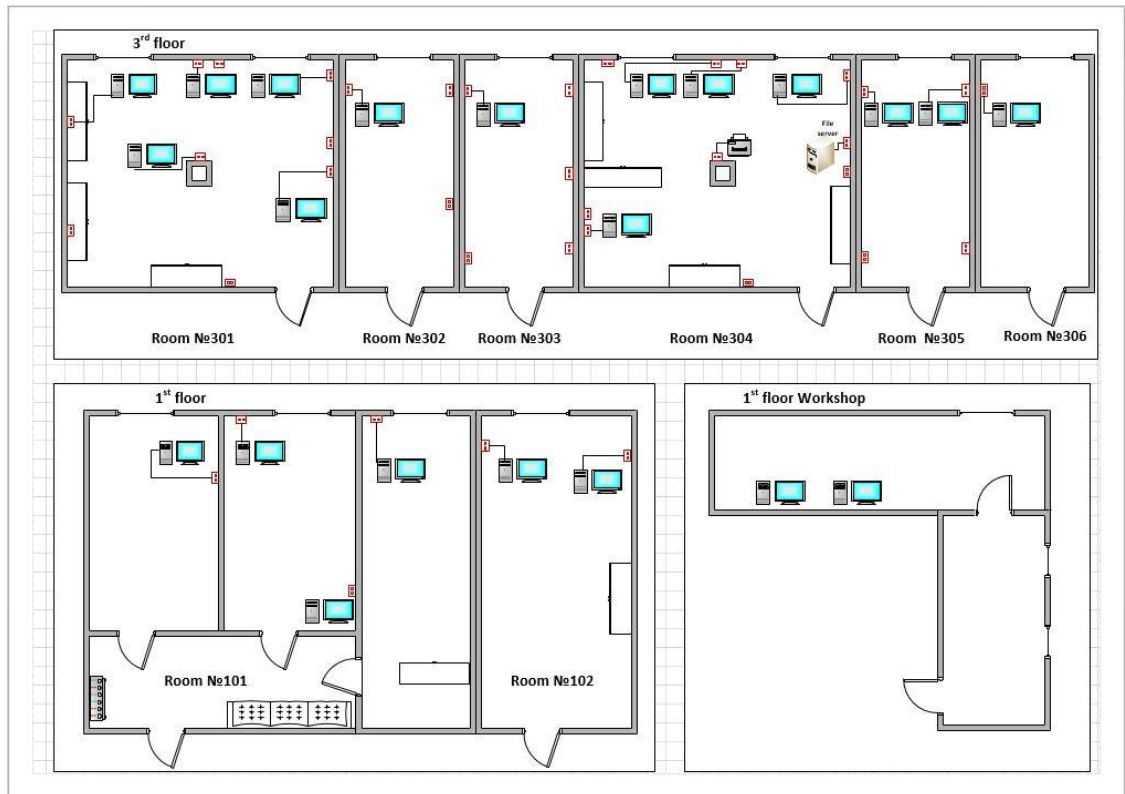 3rd floor
File
server
Room №301
Room №302
Room №303
Room №304
Room №305
Room №306
1st floor
1st floor Workshop
Room №101
Room №102